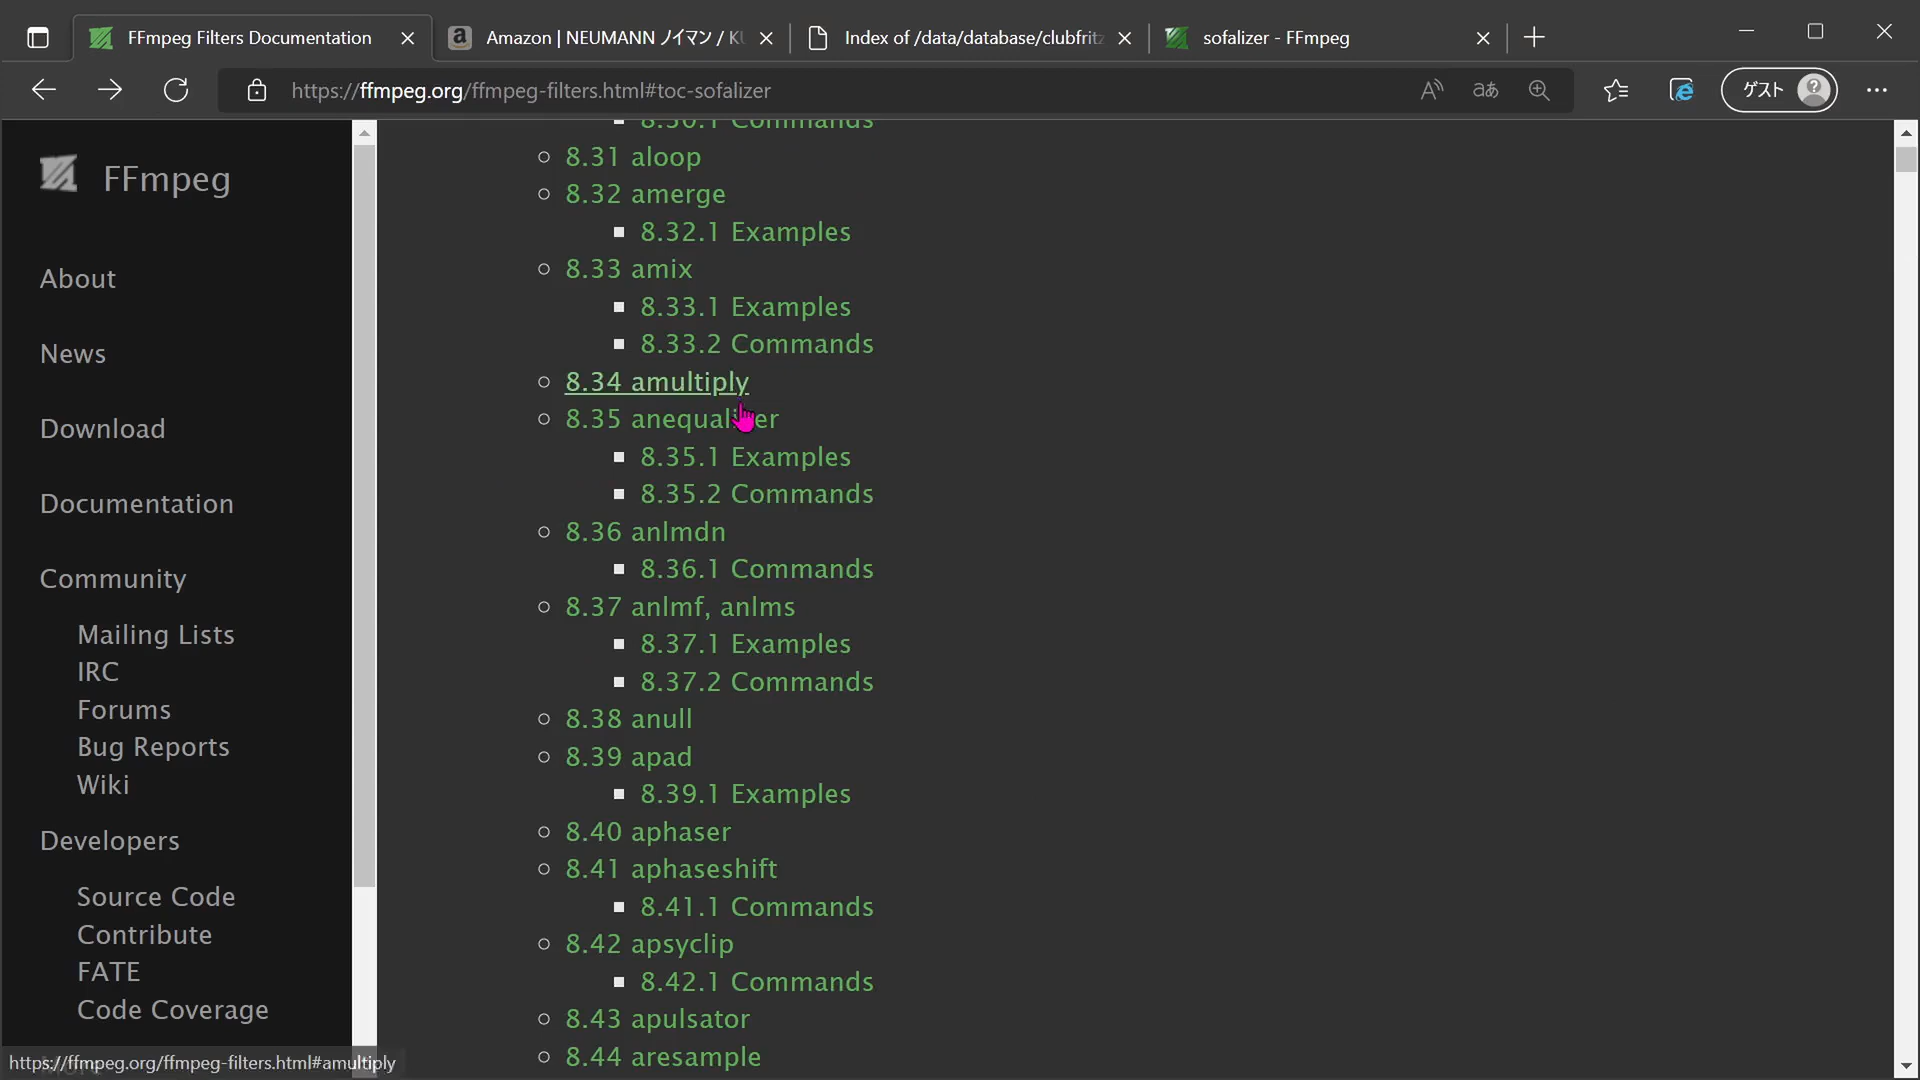 FFmpeg Filters Documentation
Amazon | NEUMANN ノイマン / KU
Index of /data/database/clubfritz
sofalizer - FFmpeg
https://ffmpeg.org/ffmpeg-filters.html#toc-sofalizer
ゲスト
FFmpeg
About
News
Download
Documentation
Community
Mailing Lists
IRC
Forums
Bug Reports
Wiki
Developers
Source Code
Contribute
FATE
Code Coverage
More
https://ffmpeg.org/ffmpeg-filters.html#amultiply
8.30.1 Commands
8.31 aloop
8.32 amerge
8.32.1 Examples
8.33 amix
8.33.1 Examples
8.33.2 Commands
8.34 amultiply
8.35 anequalizer
8.35.1 Examples
8.35.2 Commands
8.36 anlmdn
8.36.1 Commands
8.37 anlmf, anlms
8.37.1 Examples
8.37.2 Commands
8.38 anull
8.39 apad
8.39.1 Examples
8.40 aphaser
8.41 aphaseshift
8.41.1 Commands
8.42 apsyclip
8.42.1 Commands
8.43 apulsator
8.44 aresample